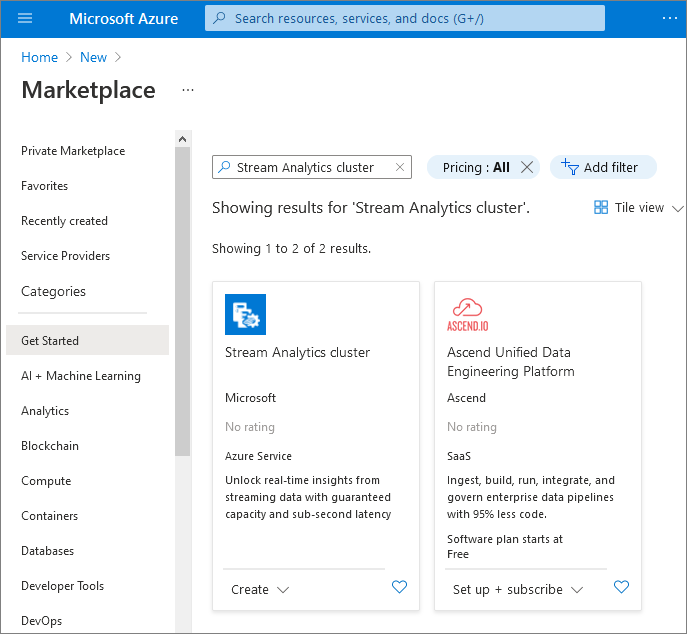 Microsoft Azure
Search resources, services, and docs (G+/)
...
Home > New >
Marketplace ...
Private Marketplace
Favorites
Recently created
Service Providers
Categories
Get Started
AI + Machine Learning
Analytics
Blockchain
Compute
Containers
Databases
Developer Tools
DevOps
Stream Analytics cluster
Pricing : All
Add filter
Showing results for 'Stream Analytics cluster'.
Tile view
Showing 1 to 2 of 2 results.
Stream Analytics cluster
Microsoft
No rating
Azure Service
Unlock real-time insights from
streaming data with guaranteed
capacity and sub-second latency
Create
ASCEND.IO
Ascend Unified Data
Engineering Platform
Ascend
No rating
SaaS
Ingest, build, run, integrate, and
govern enterprise data pipelines
with 95% less code.
Software plan starts at
Free
Set up + subscribe